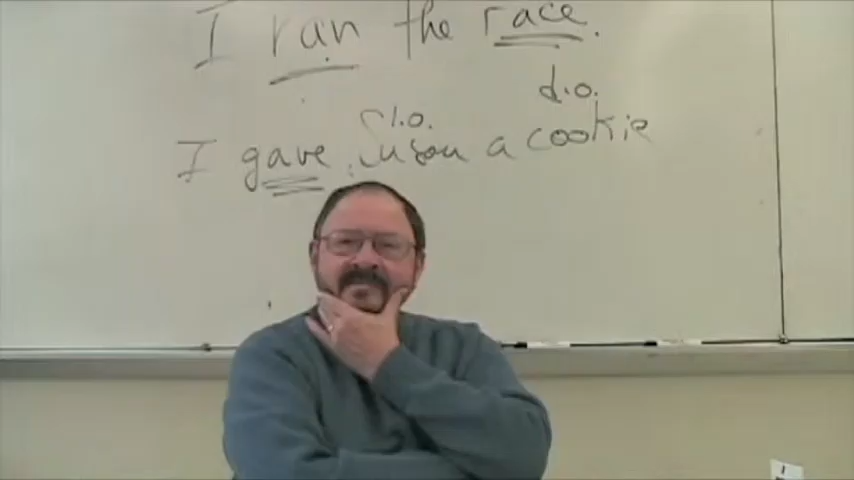 I ran the race.
d.o.
I.o.
I gave Susan a cookie